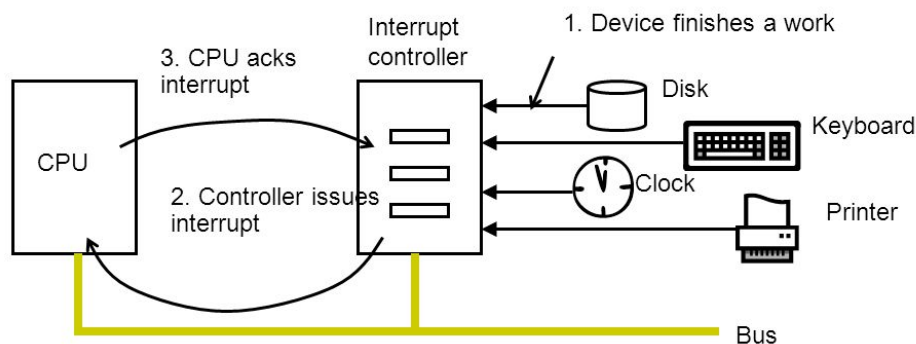 1. Device finishes a work
Interrupt
controller
3. CPU acks
interrupt
Disk
Keyboard
CPU
Clock
2. Controller issues
interrupt
Printer
Bus